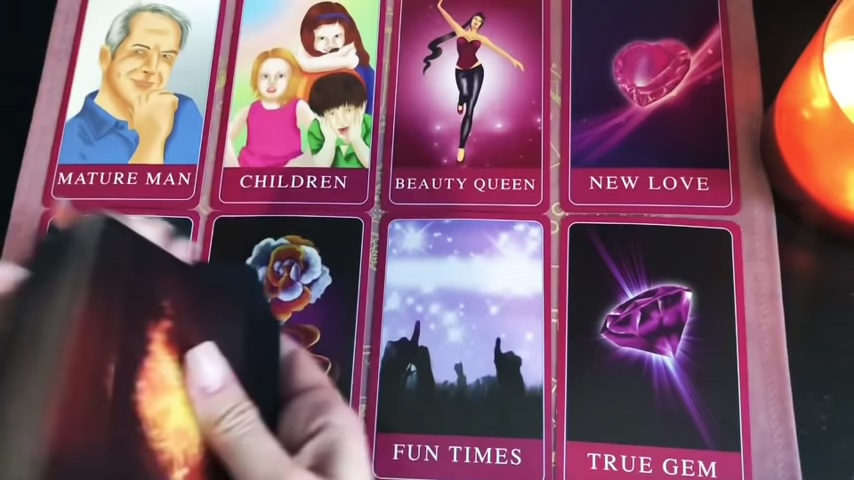 MATURE MAN
CHILDREN
BEAUTY QUEEN
NEW LOVE
FUN TIMES
TRUE GEM